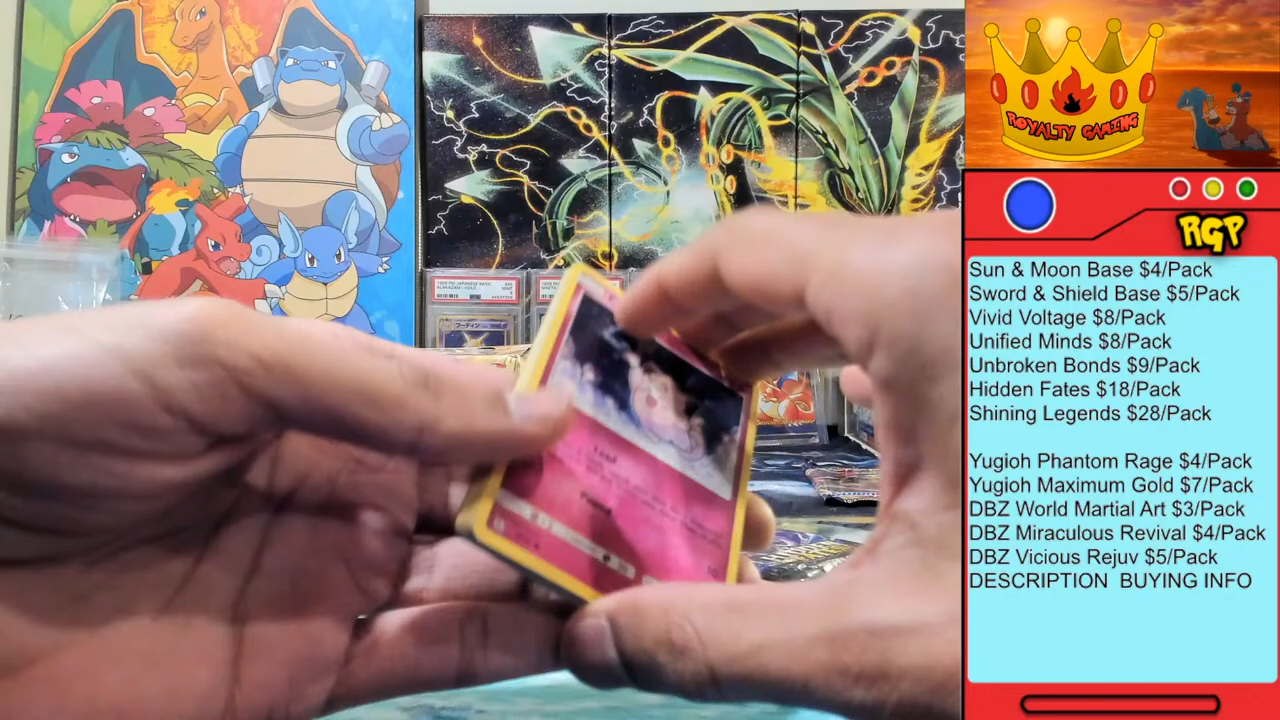 ROYALTY GAMING
RGP
Sun & Moon Base $4/Pack
Sword & Shield Base $5/Pack
Vivid Voltage $8/Pack
Unified Minds $8/Pack
Unbroken Bonds $9/Pack
Hidden Fates $18/Pack
Shining Legends $28/Pack
Yugioh Phantom Rage $4/Pack
Yugioh Maximum Gold $7/Pack
DBZ World Martial Art $3/Pack
DBZ Miraculous Revival $4/Pack
DBZ Vicious Rejuv $5/Pack
DESCRIPTION BUYING INFO